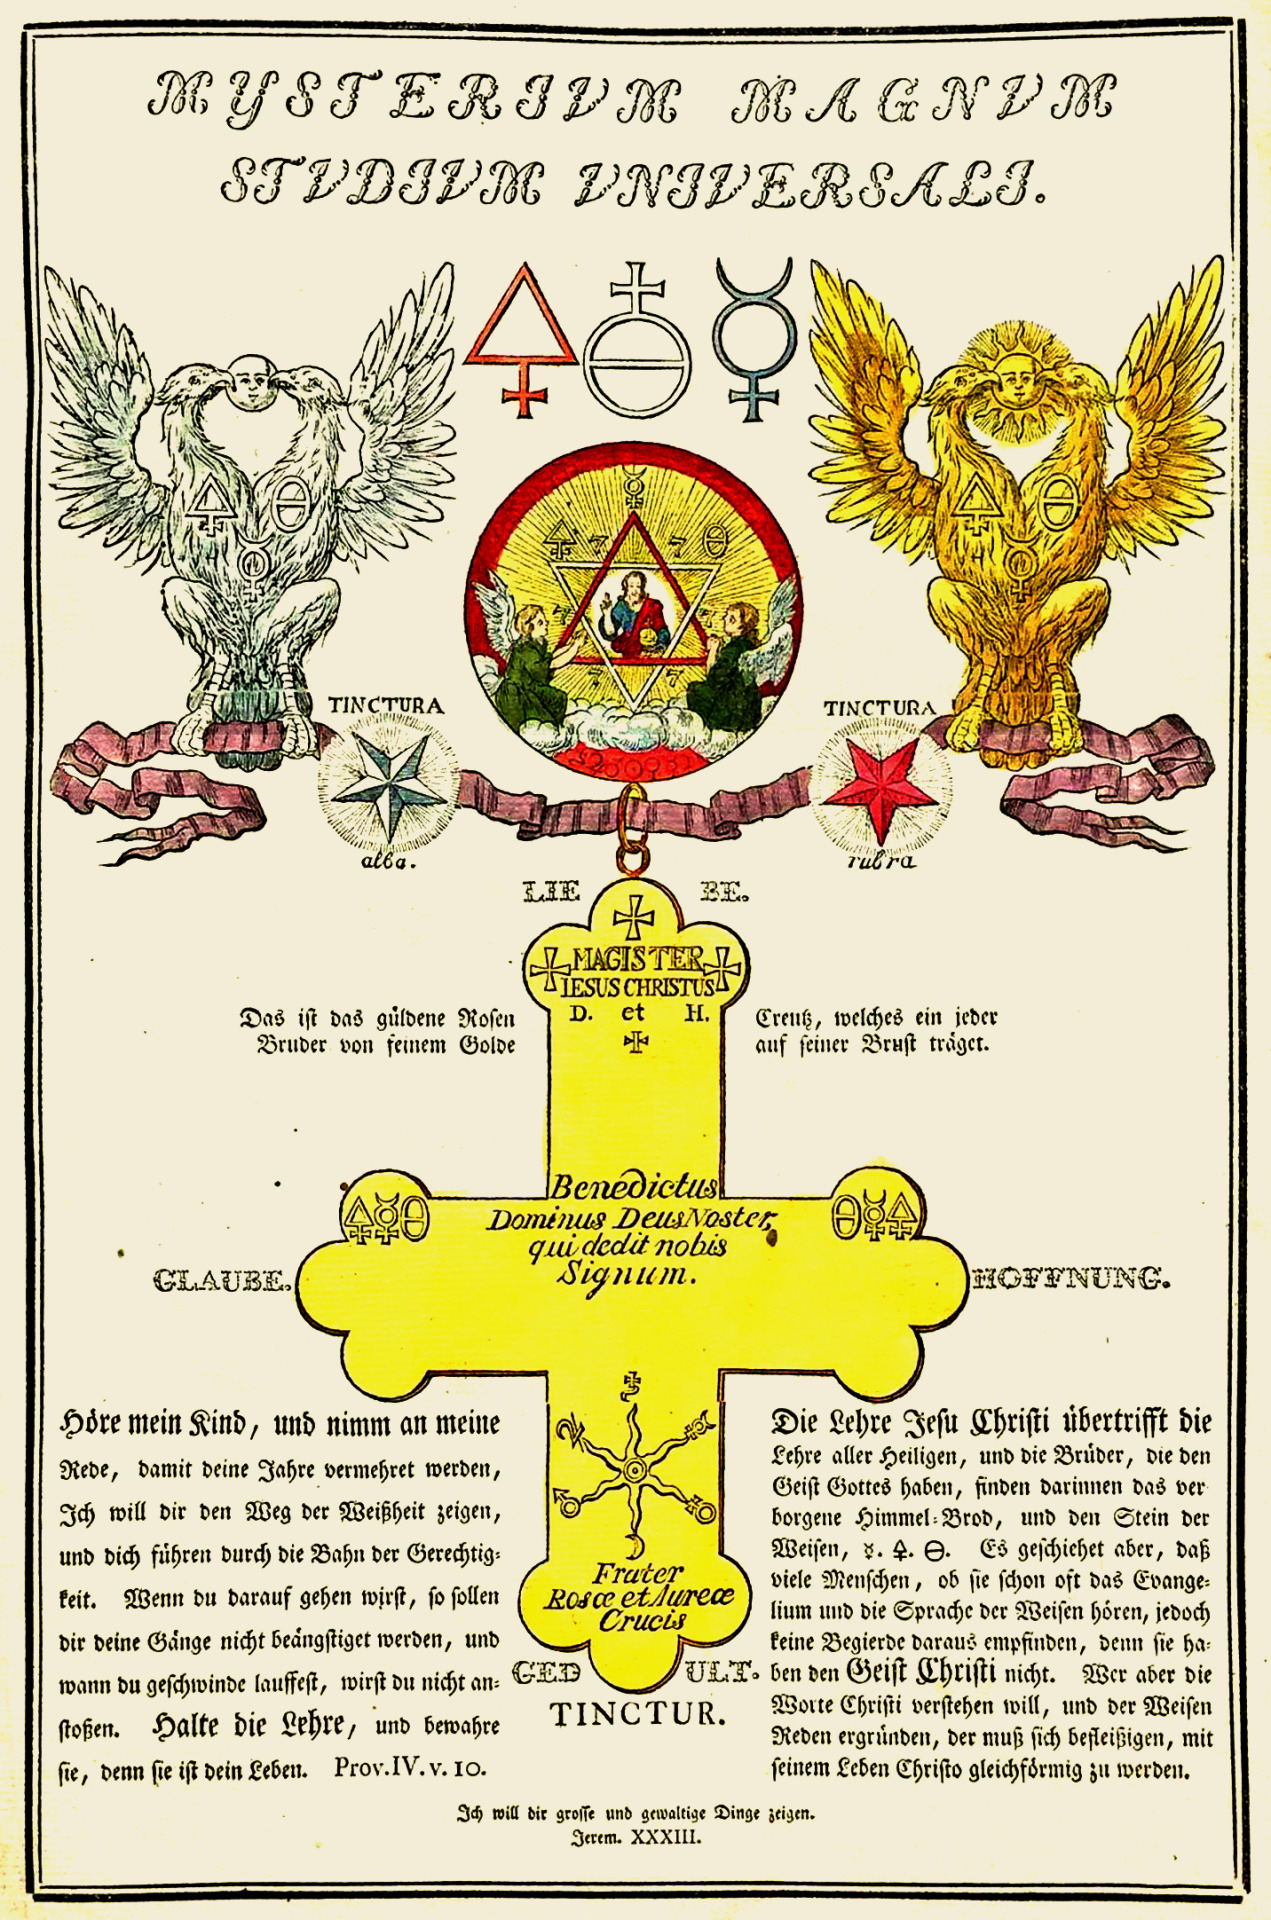 MYSTERIVM MAGNVM
STVDIVM VNIVERSALI.
TINCTURA
alba.
TINCTURA
rubra
LIE BE.
MAGISTER
IESUS CHRISTUS
D. et H.
Das iſt das güldene Roſen Creutz, welches ein jeder
Bruder von feinem Golde auf ſeiner Bruſt träget.
Benedictus
Dominus Deus Noster,
qui dedit nobis
Signum.
GLAUBE. HOFFNUNG.
Frater
Rosæ et Aureæ
Crucis
GED ULT.
TINCTUR.
Höre mein Kind, und nimm an meine
Rede, damit deine Jahre vermehret werden,
Ich will dir den Weg der Weißheit zeigen,
und dich führen durch die Bahn der Gerechtig⸗
keit. Wenn du darauf gehen wirſt, ſo ſollen
dir deine Gänge nicht beängſtiget werden, und
wann du geſchwinde lauffeſt, wirſt du nicht an⸗
ſtoßen. Halte die Lehre, und bewahre
ſie, denn ſie iſt dein Leben. Prov. IV. v. 10.
Die Lehre Jeſu Chriſti übertrifft die
Lehre aller Heiligen, und die Brüder, die den
Geiſt Gottes haben, finden darinnen das ver
borgene Himmel⸗Brod, und den Stein der
Weiſen, ☿. 🜍. 🜔. Es geſchiehet aber, daß
viele Menſchen, ob ſie ſchon oft das Evange⸗
lium und die Sprache der Weiſen hören, jedoch
keine Begierde daraus empfinden, denn ſie ha⸗
ben den Geiſt Chriſti nicht. Wer aber die
Worte Chriſti verſtehen will, und der Weiſen
Reden ergründen, der muß ſich befleißigen, mit
ſeinem Leben Chriſto gleichförmig zu werden.
Ich will dir groſſe und gewaltige Dinge zeigen.
Jerem. XXXIII.